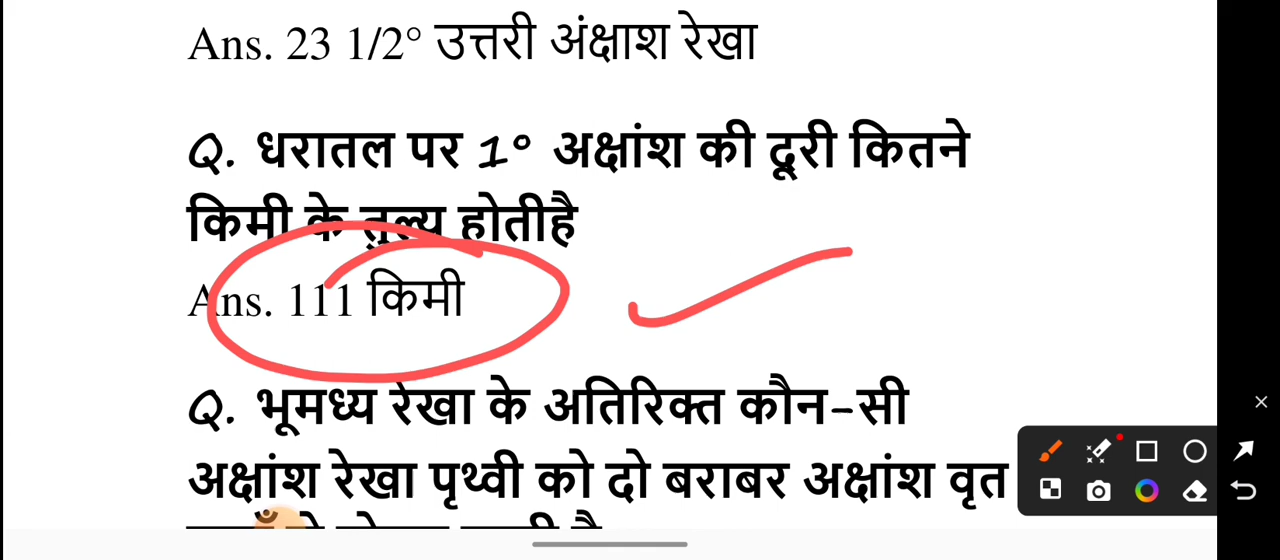 Ans. 23 1/2° उत्तरी अंक्षाश रेखा
Q. धरातल पर 1° अक्षांश की दूरी कितने
किमी के तुल्य होतीहै
Ans. 111 किमी
Q. भूमध्य रेखा के अतिरिक्त कौन-सी
अक्षांश रेखा पृथ्वी को दो बराबर अक्षांश वृत